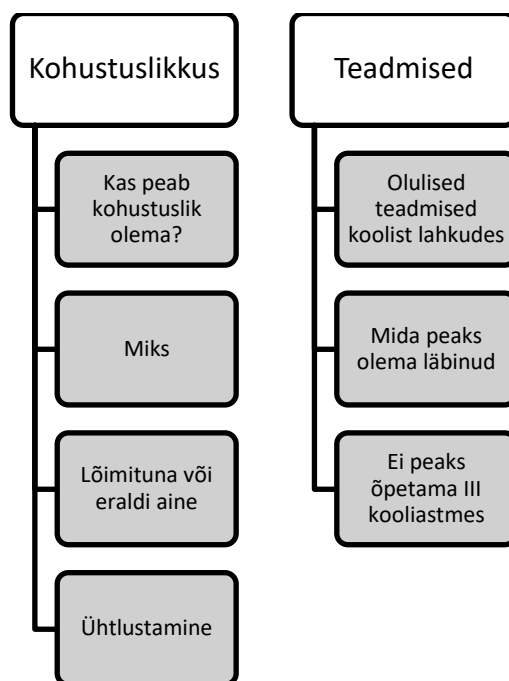 Kohustuslikkus
Kas peab
kohustuslik
olema?
Miks
Lõimituna või
eraldi aine
Ühtlustamine
Teadmised
Olulised
teadmised
koolist lahkudes
Mida peaks
olema läbinud
Ei peaks
õpetama III
kooliastmes